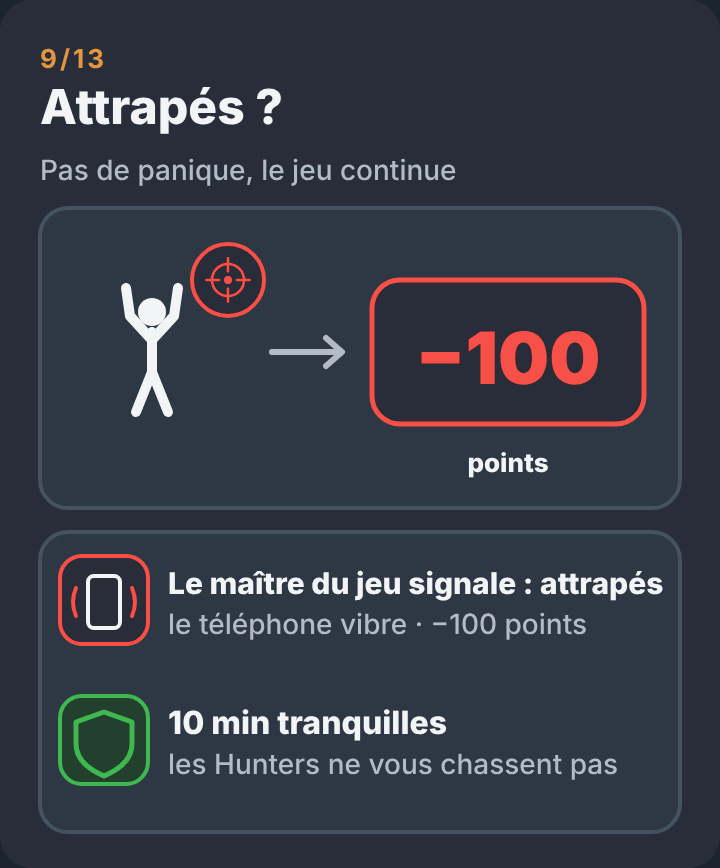 9/13
Attrapés ?
Pas de panique, le jeu continue
−100
points
Le maître du jeu signale : attrapés
le téléphone vibre · −100 points
10 min tranquilles
les Hunters ne vous chassent pas